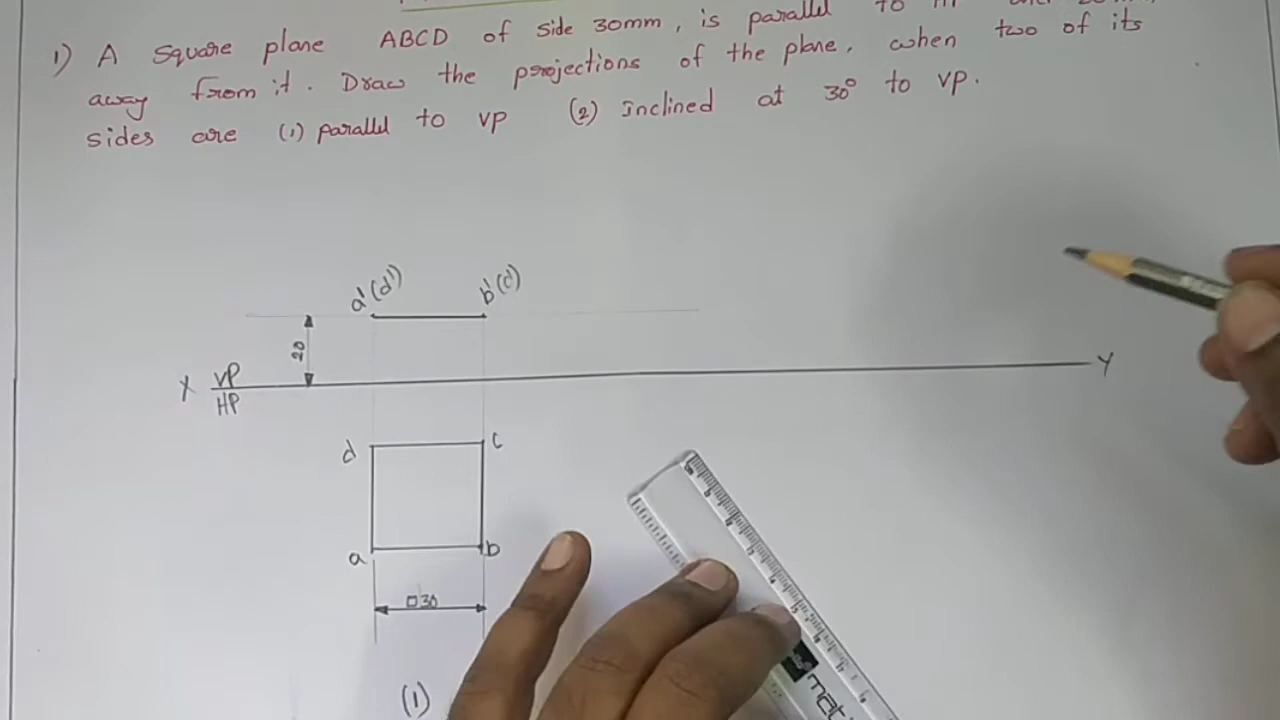 1) A Square plane ABCD of side 30mm, is parallel to
away from it. Draw the projections of the plane, when two of its
sides are (1) parallel to VP (2) Inclined at 30° to VP.
a'(d') b'(c')
20
X VP Y
HP
d c
a b
□30
(1)